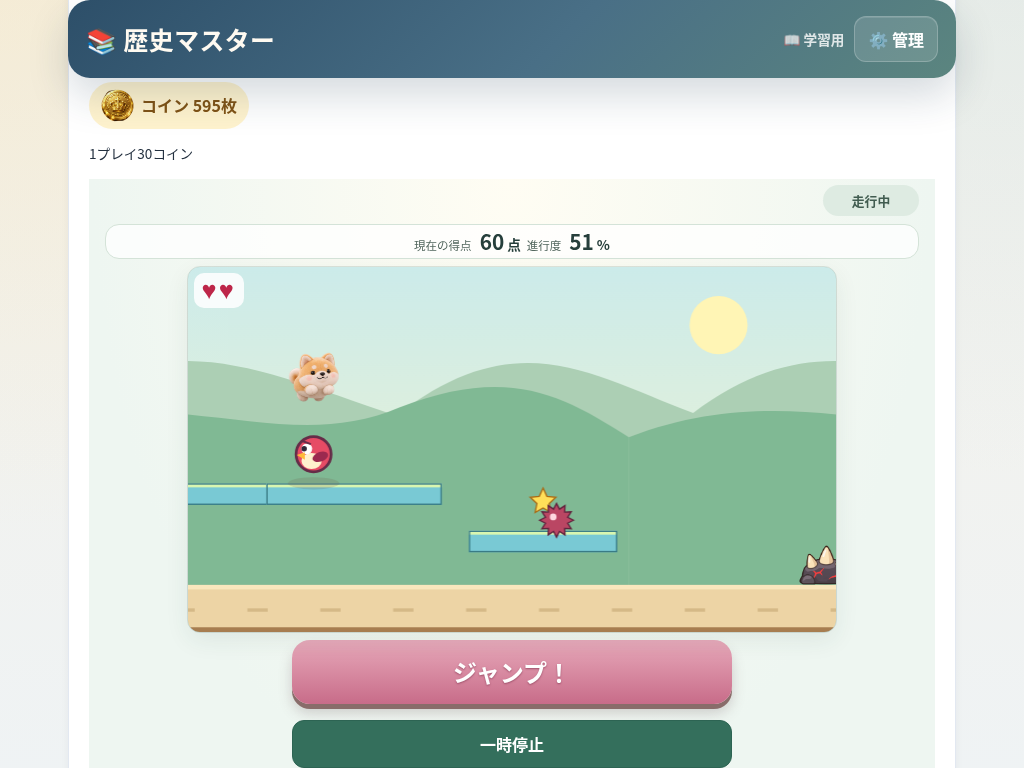 📚 歴史マスター
📖 学習用
⚙️ 管理
コイン 595枚
1プレイ30コイン
走行中
現在の得点 60 点 進行度 51 %
♥♥
ジャンプ！
一時停止